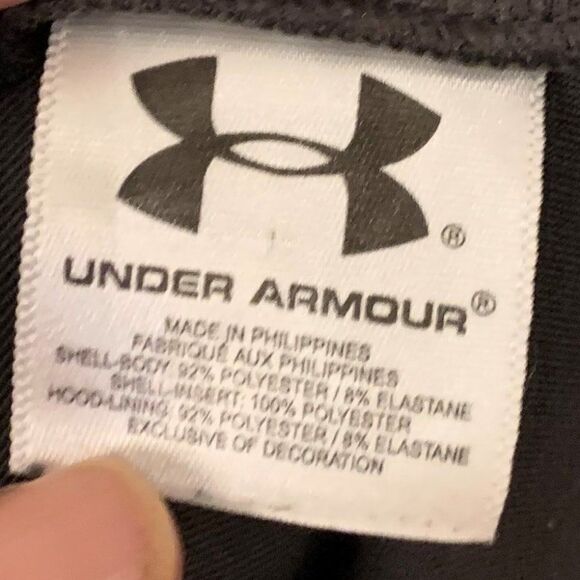 ®
UNDER ARMOUR®
MADE IN PHILIPPINES
FABRIQUÉ AUX PHILIPPINES
SHELL-BODY: 92% POLYESTER / 8% ELASTANE
SHELL-INSERT: 100% POLYESTER
HOOD-LINING: 92% POLYESTER / 8% ELASTANE
EXCLUSIVE OF DECORATION